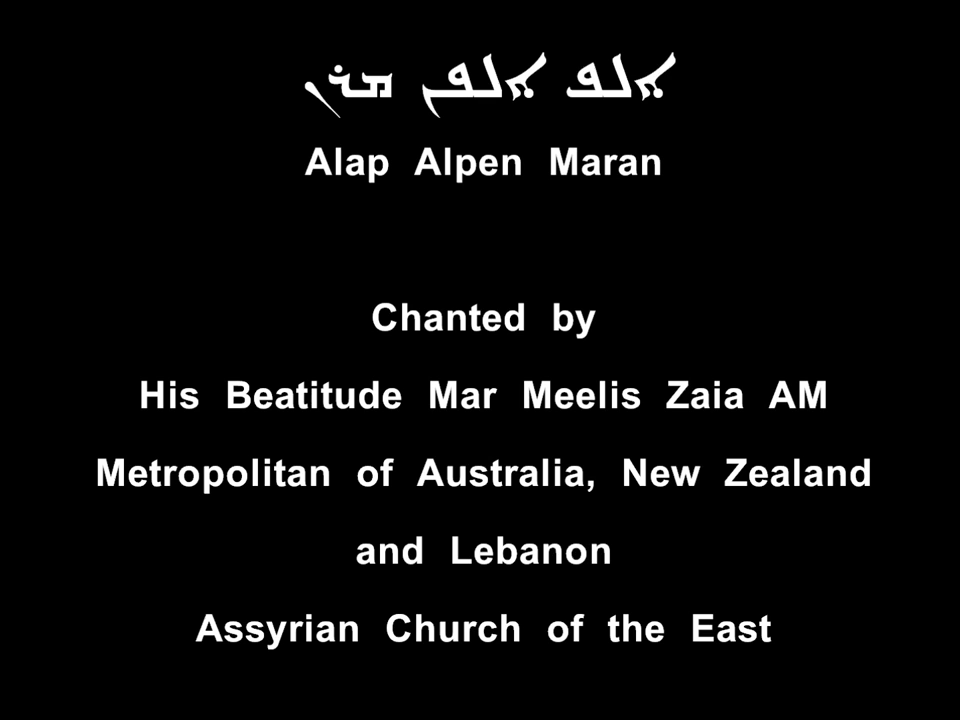 ܐܠܦ ܐܠܦܢ ܡܪܢ
Alap Alpen Maran
Chanted by
His Beatitude Mar Meelis Zaia AM
Metropolitan of Australia, New Zealand
and Lebanon
Assyrian Church of the East